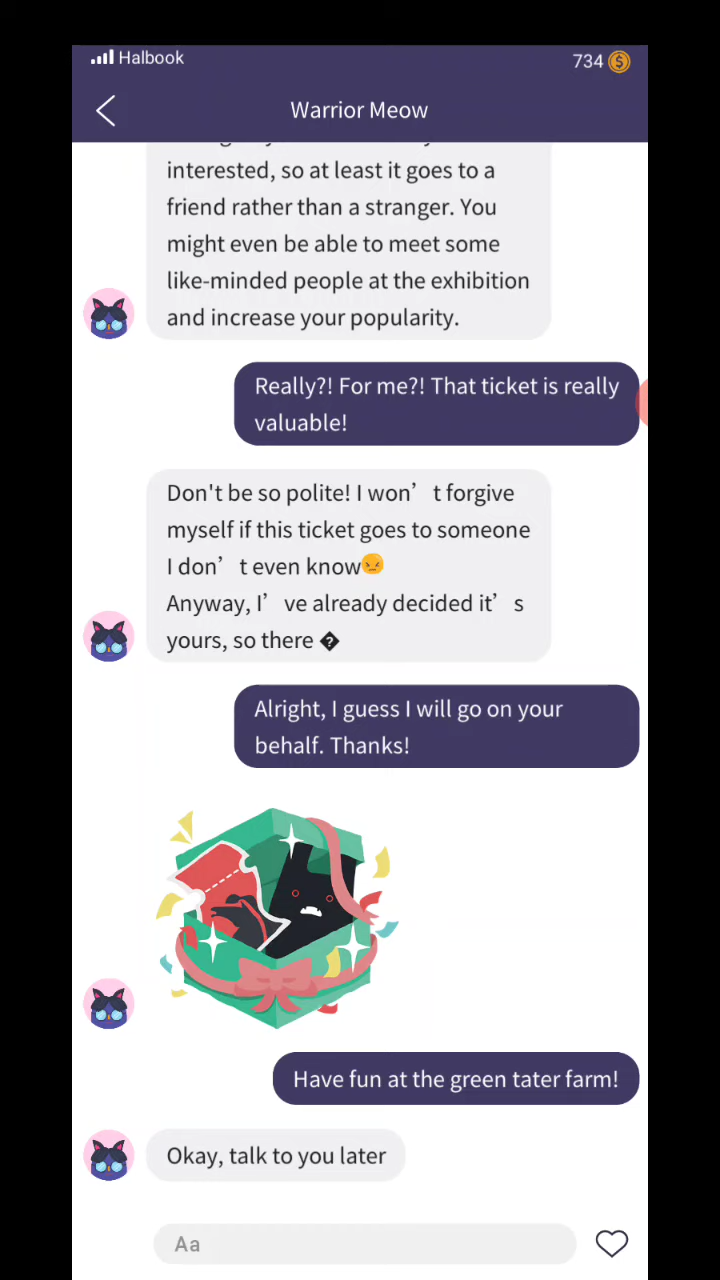 Halbook
734
Warrior Meow
interested, so at least it goes to a
friend rather than a stranger. You
might even be able to meet some
like-minded people at the exhibition
and increase your popularity.
Really?! For me?! That ticket is really
valuable!
Don't be so polite! I won’t forgive
myself if this ticket goes to someone
I don’t even know😠
Anyway, I’ve already decided it’s
yours, so there �
Alright, I guess I will go on your
behalf. Thanks!
Have fun at the green tater farm!
Okay, talk to you later
Aa